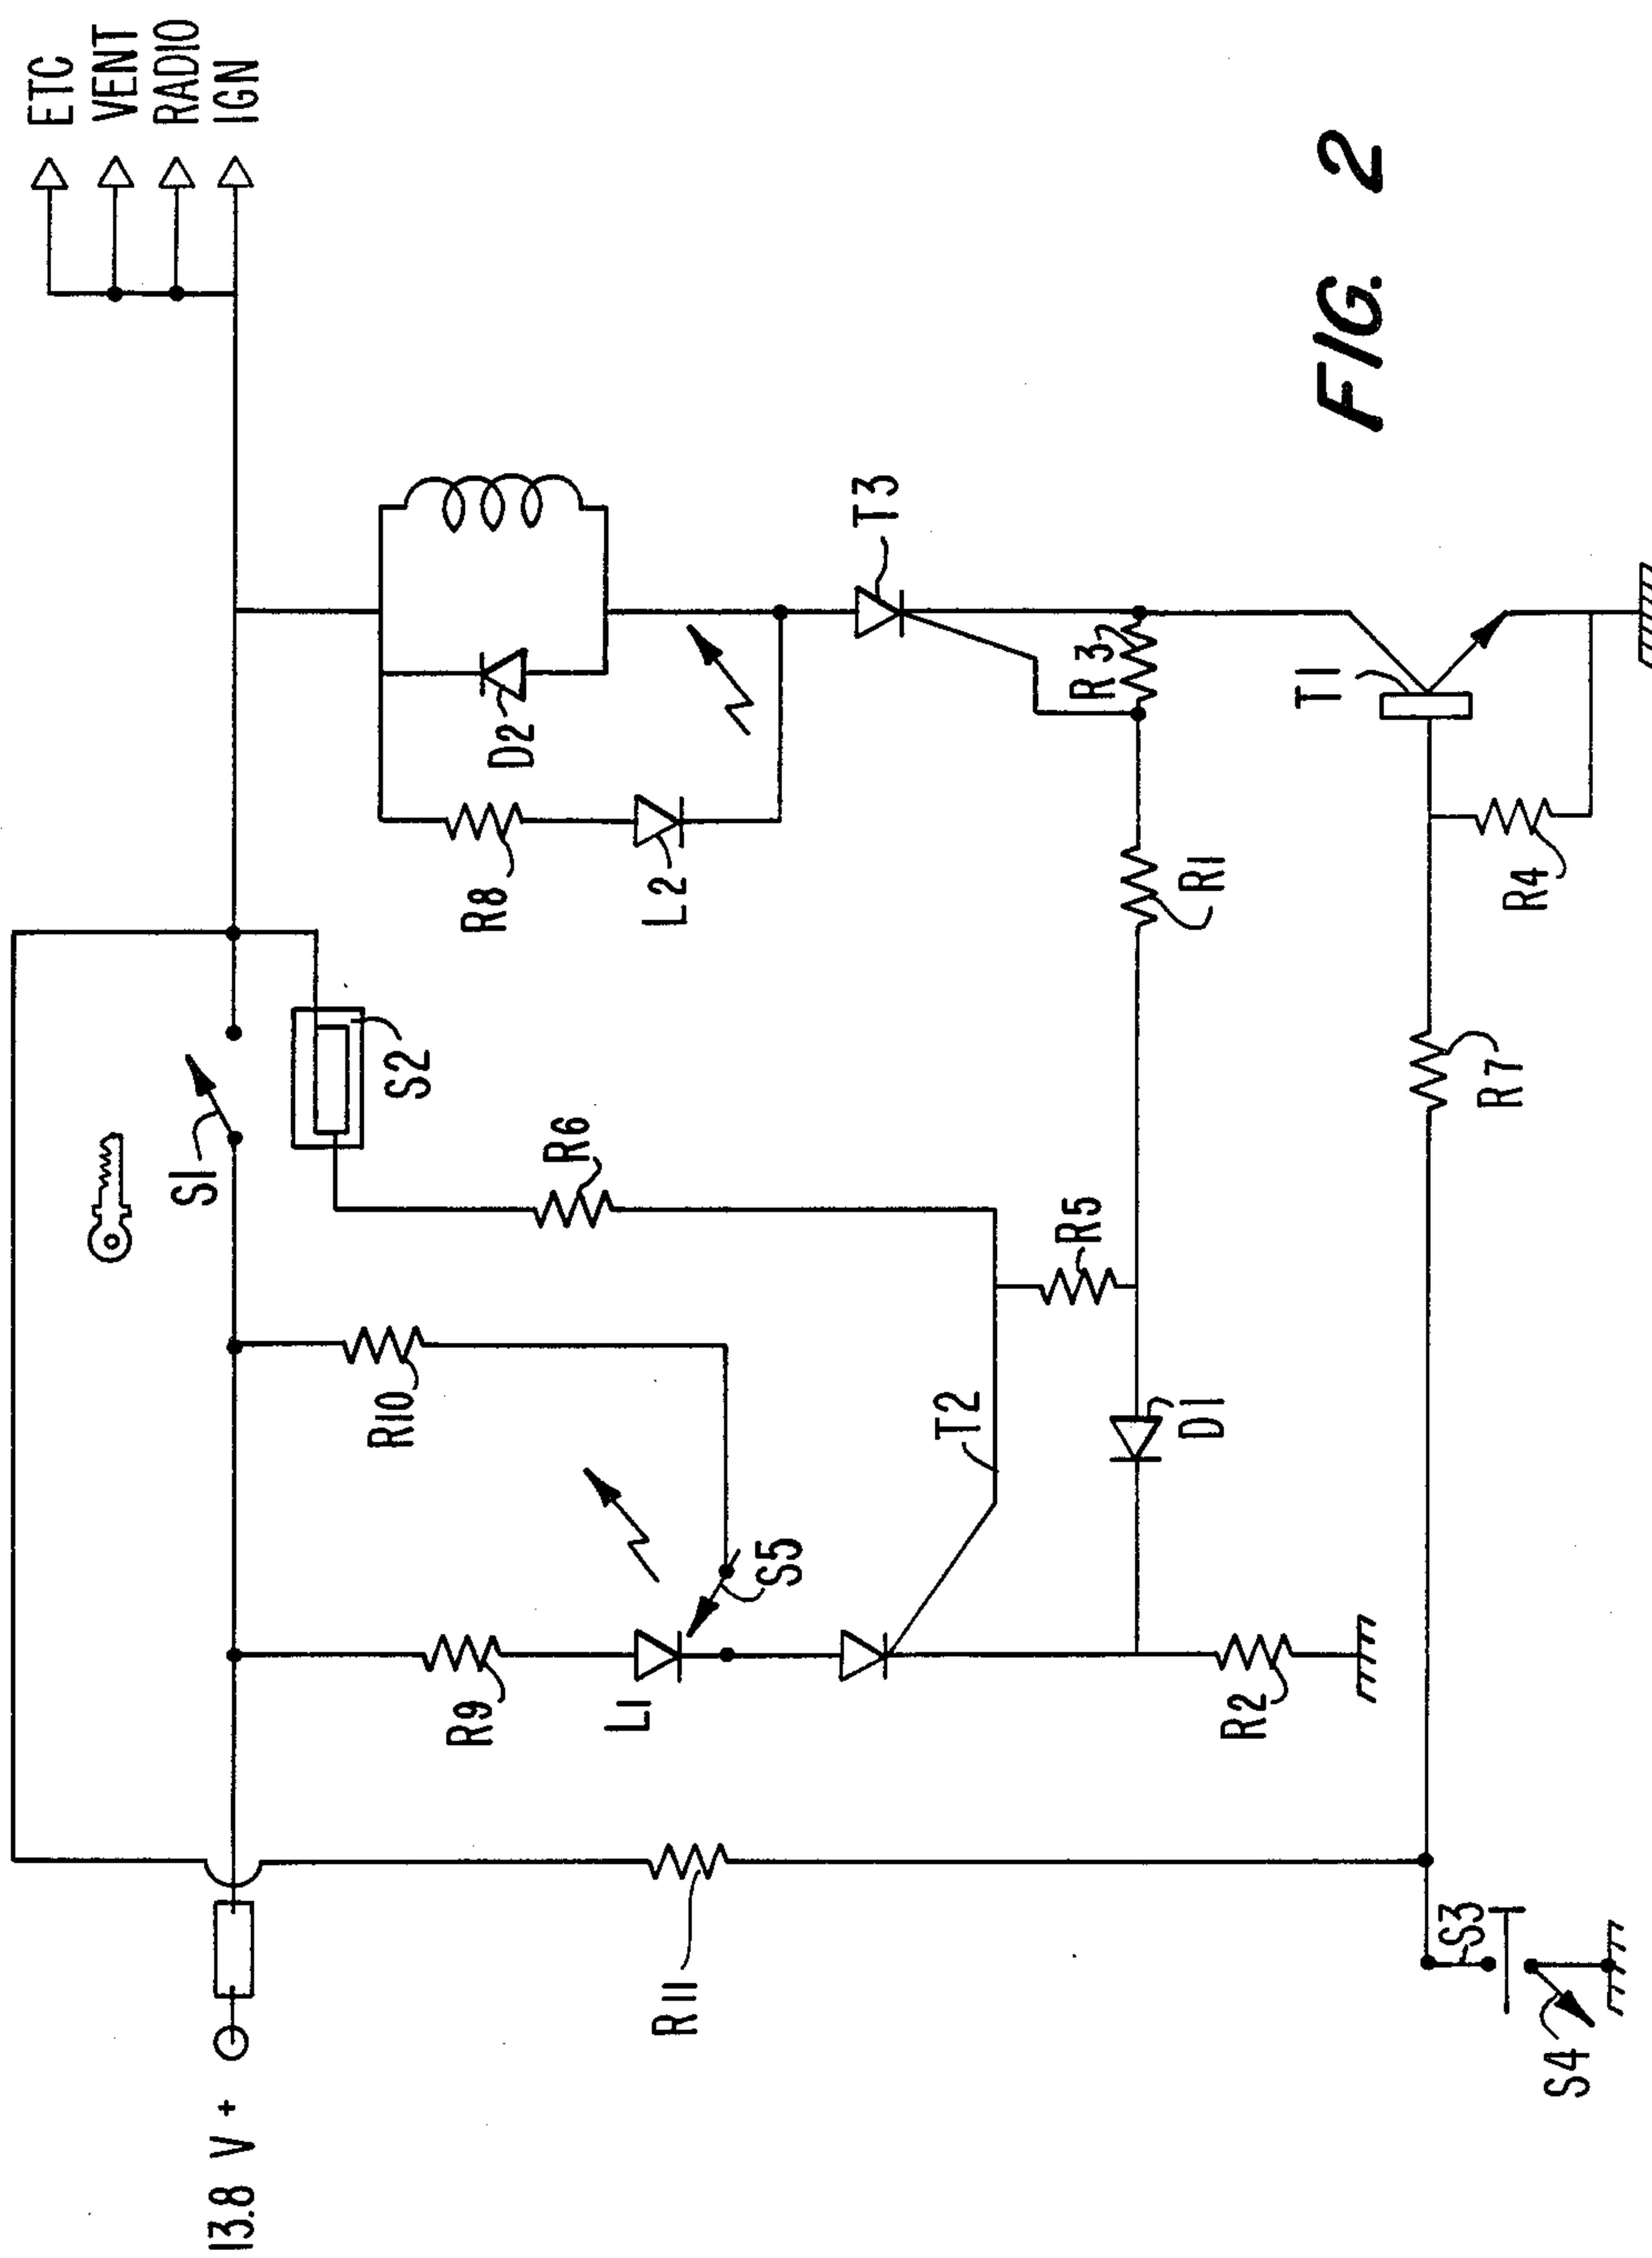 ETC
VENT
RADIO
IGN
13.8 V +
S1
S2
R6
R10
R9
L1
S5
R8
D2
L2
T3
R3
R1
R5
T2
D1
R2
R11
T1
R4
R7
S3
S4
FIG. 2